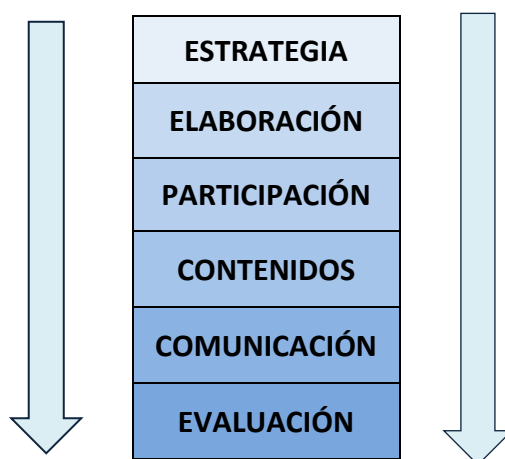 ESTRATEGIA
ELABORACIÓN
PARTICIPACIÓN
CONTENIDOS
COMUNICACIÓN
EVALUACIÓN